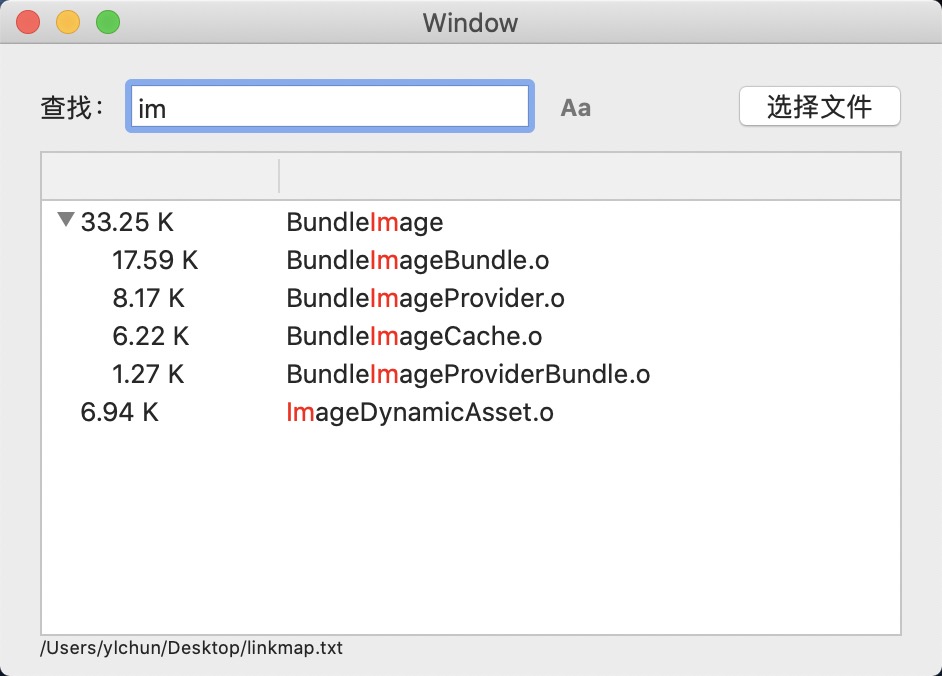 Window
查找： im Aa 选择文件
33.25 K BundleImage
17.59 K BundleImageBundle.o
8.17 K BundleImageProvider.o
6.22 K BundleImageCache.o
1.27 K BundleImageProviderBundle.o
6.94 K ImageDynamicAsset.o
/Users/ylchun/Desktop/linkmap.txt